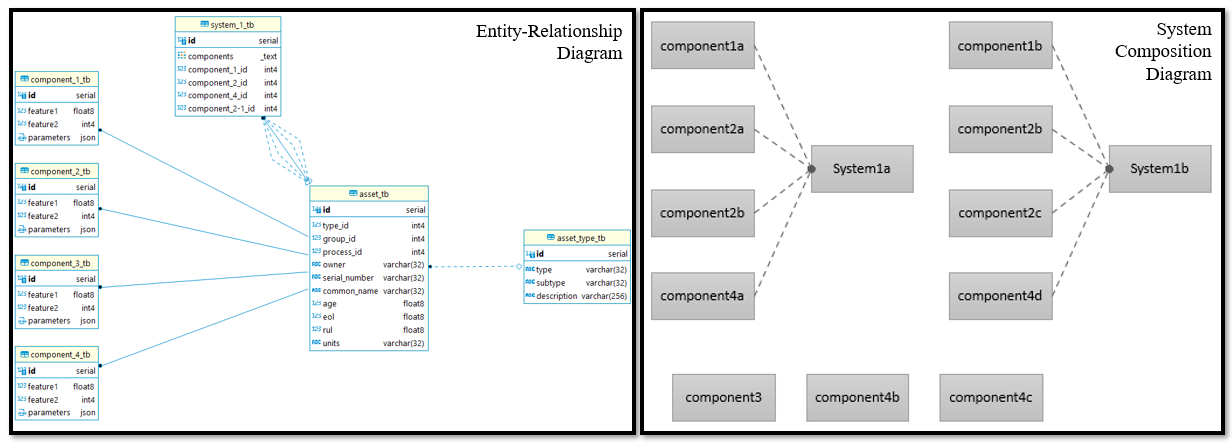 Entity-Relationship
Diagram
system_1_tb
id serial
components _text
component_1_id int4
component_2_id int4
component_4_id int4
component_2-1_id int4
component_1_tb
id serial
feature1 float8
feature2 int4
parameters json
component_2_tb
id serial
feature1 float8
feature2 int4
parameters json
component_3_tb
id serial
feature1 float8
feature2 int4
parameters json
component_4_tb
id serial
feature1 float8
feature2 int4
parameters json
asset_tb
id serial
type_id int4
group_id int4
process_id int4
owner varchar(32)
serial_number varchar(32)
common_name varchar(32)
age float8
eol float8
rul float8
units varchar(32)
asset_type_tb
id serial
type varchar(32)
subtype varchar(32)
description varchar(256)
System
Composition
Diagram
component1a
component2a
component2b
component4a
System1a
component1b
component2b
component2c
component4d
System1b
component3
component4b
component4c